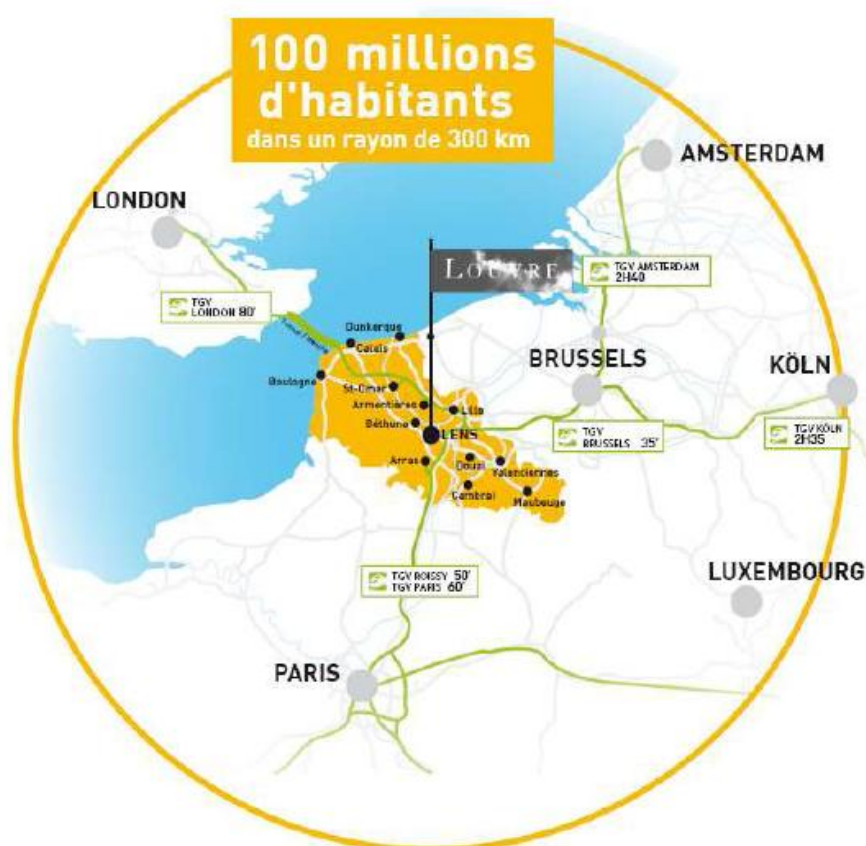 100 millions
d'habitants
dans un rayon de 300 km
AMSTERDAM
LONDON
LOUVRE
TGV AMSTERDAM
2H40
TGV
LONDON 80'
Dunkerque
Calais
BRUSSELS
KÖLN
Boulogne
St-Omer
Armentières
Lille
Béthune
LENS
TGV
BRUSSELS 35'
TGV KÖLN
2H35
Arras
Douai
Valenciennes
Cambrai
Maubeuge
TGV ROISSY 50'
TGV PARIS 60'
LUXEMBOURG
PARIS